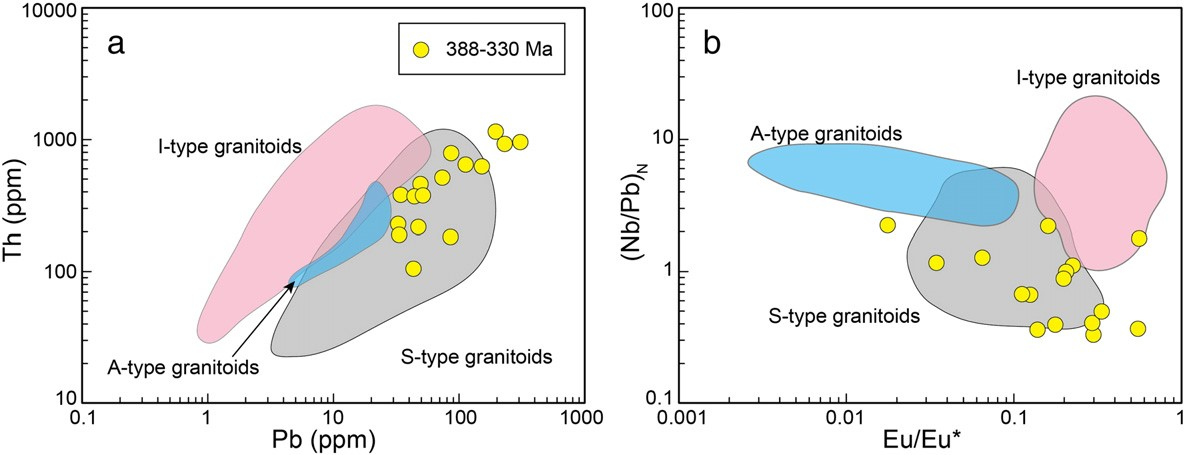 a
388-330 Ma
I-type granitoids
A-type granitoids
S-type granitoids
10000
1000
100
10
0.1
1
10
100
1000
Th (ppm)
Pb (ppm)
b
I-type granitoids
A-type granitoids
S-type granitoids
100
10
1
0.1
0.001
0.01
0.1
1
(Nb/Pb)N
Eu/Eu*